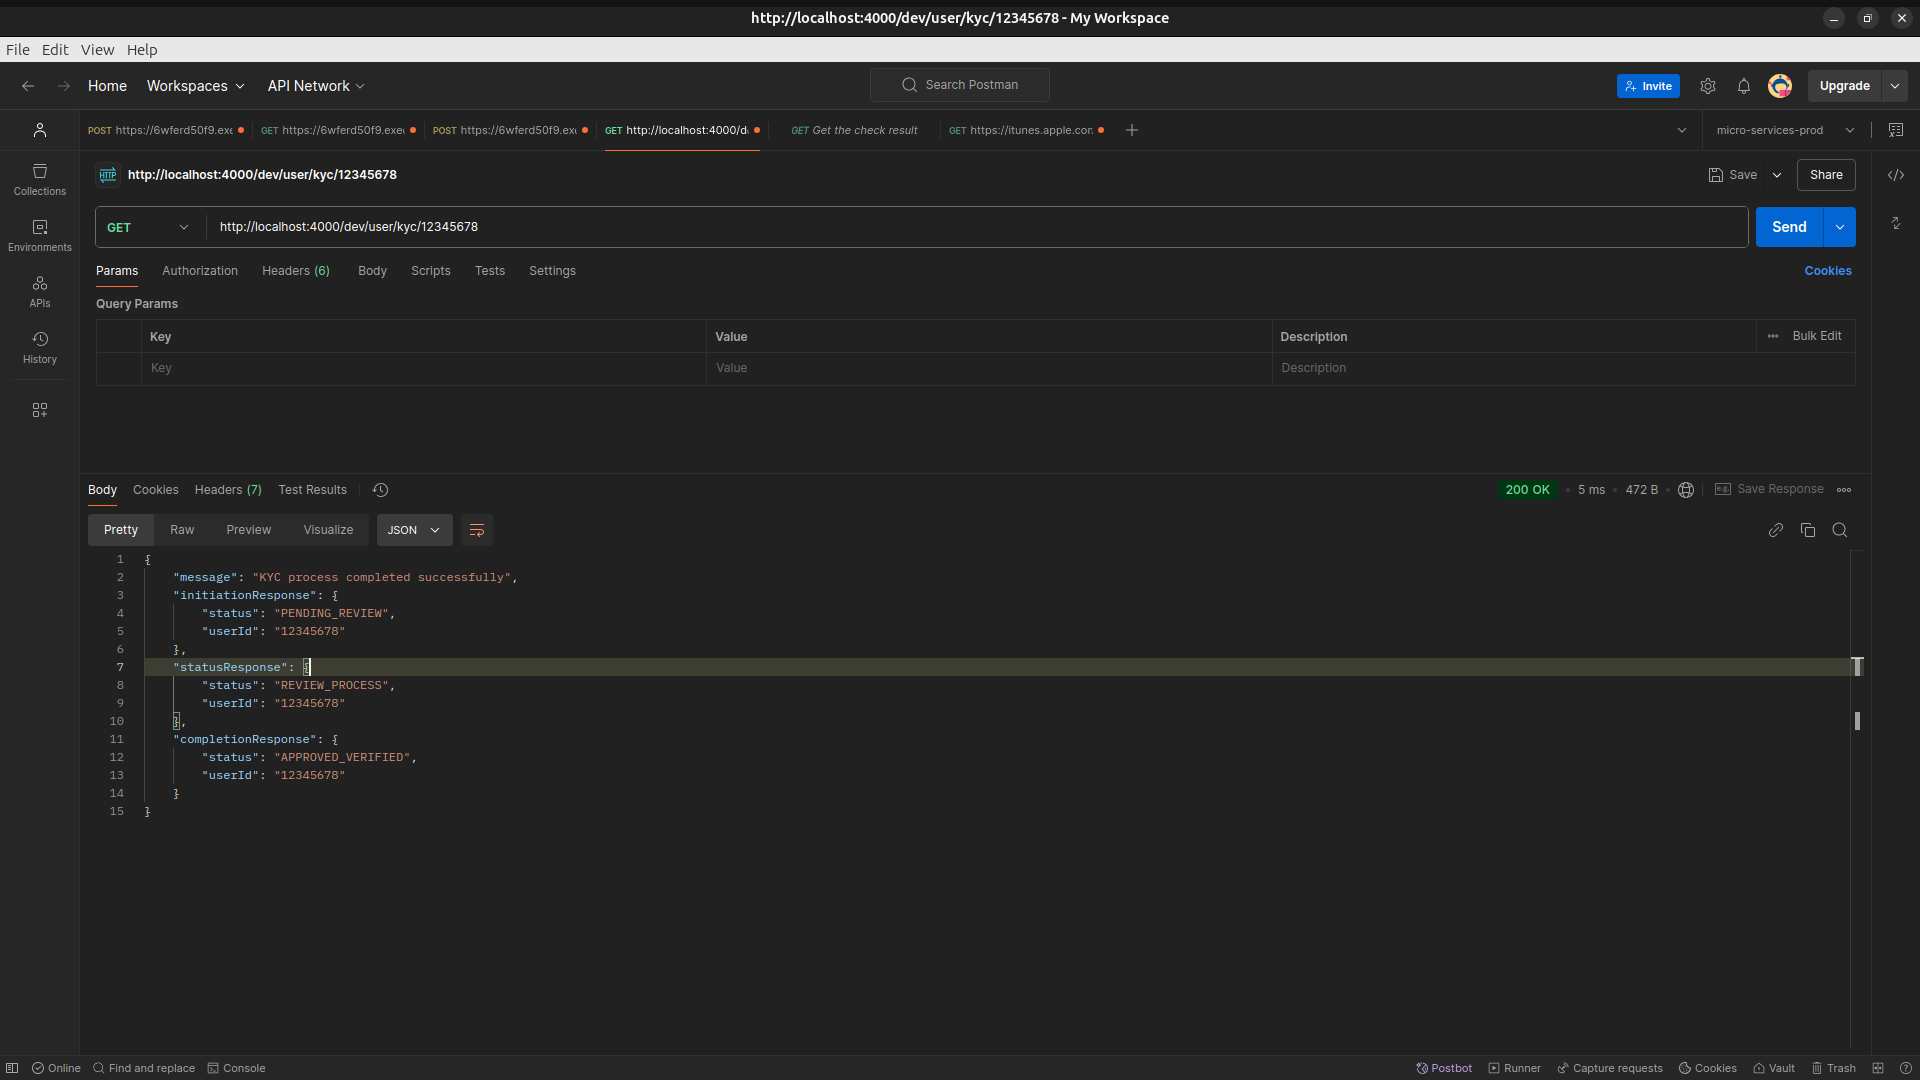 http://localhost:4000/dev/user/kyc/12345678 - My Workspace
File Edit View Help
Home Workspaces API Network Search Postman Invite Upgrade
POST https://6wferd50f9.exe GET https://6wferd50f9.exe POST https://6wferd50f9.exe GET http://localhost:4000/d GET Get the check result GET https://itunes.apple.com micro-services-prod
HTTP http://localhost:4000/dev/user/kyc/12345678 Save Share
Collections
Environments
APIs
History
GET http://localhost:4000/dev/user/kyc/12345678 Send
Params Authorization Headers (6) Body Scripts Tests Settings Cookies
Query Params
Key Value Description Bulk Edit
Key Value Description
Body Cookies Headers (7) Test Results 200 OK 5 ms 472 B e.g. Save Response
Pretty Raw Preview Visualize JSON
1 {
2 "message": "KYC process completed successfully",
3 "initiationResponse": {
4 "status": "PENDING_REVIEW",
5 "userId": "12345678"
6 },
7 "statusResponse": {
8 "status": "REVIEW_PROCESS",
9 "userId": "12345678"
10 },
11 "completionResponse": {
12 "status": "APPROVED_VERIFIED",
13 "userId": "12345678"
14 }
15 }
Online Find and replace Console Postbot Runner Capture requests Cookies Vault Trash